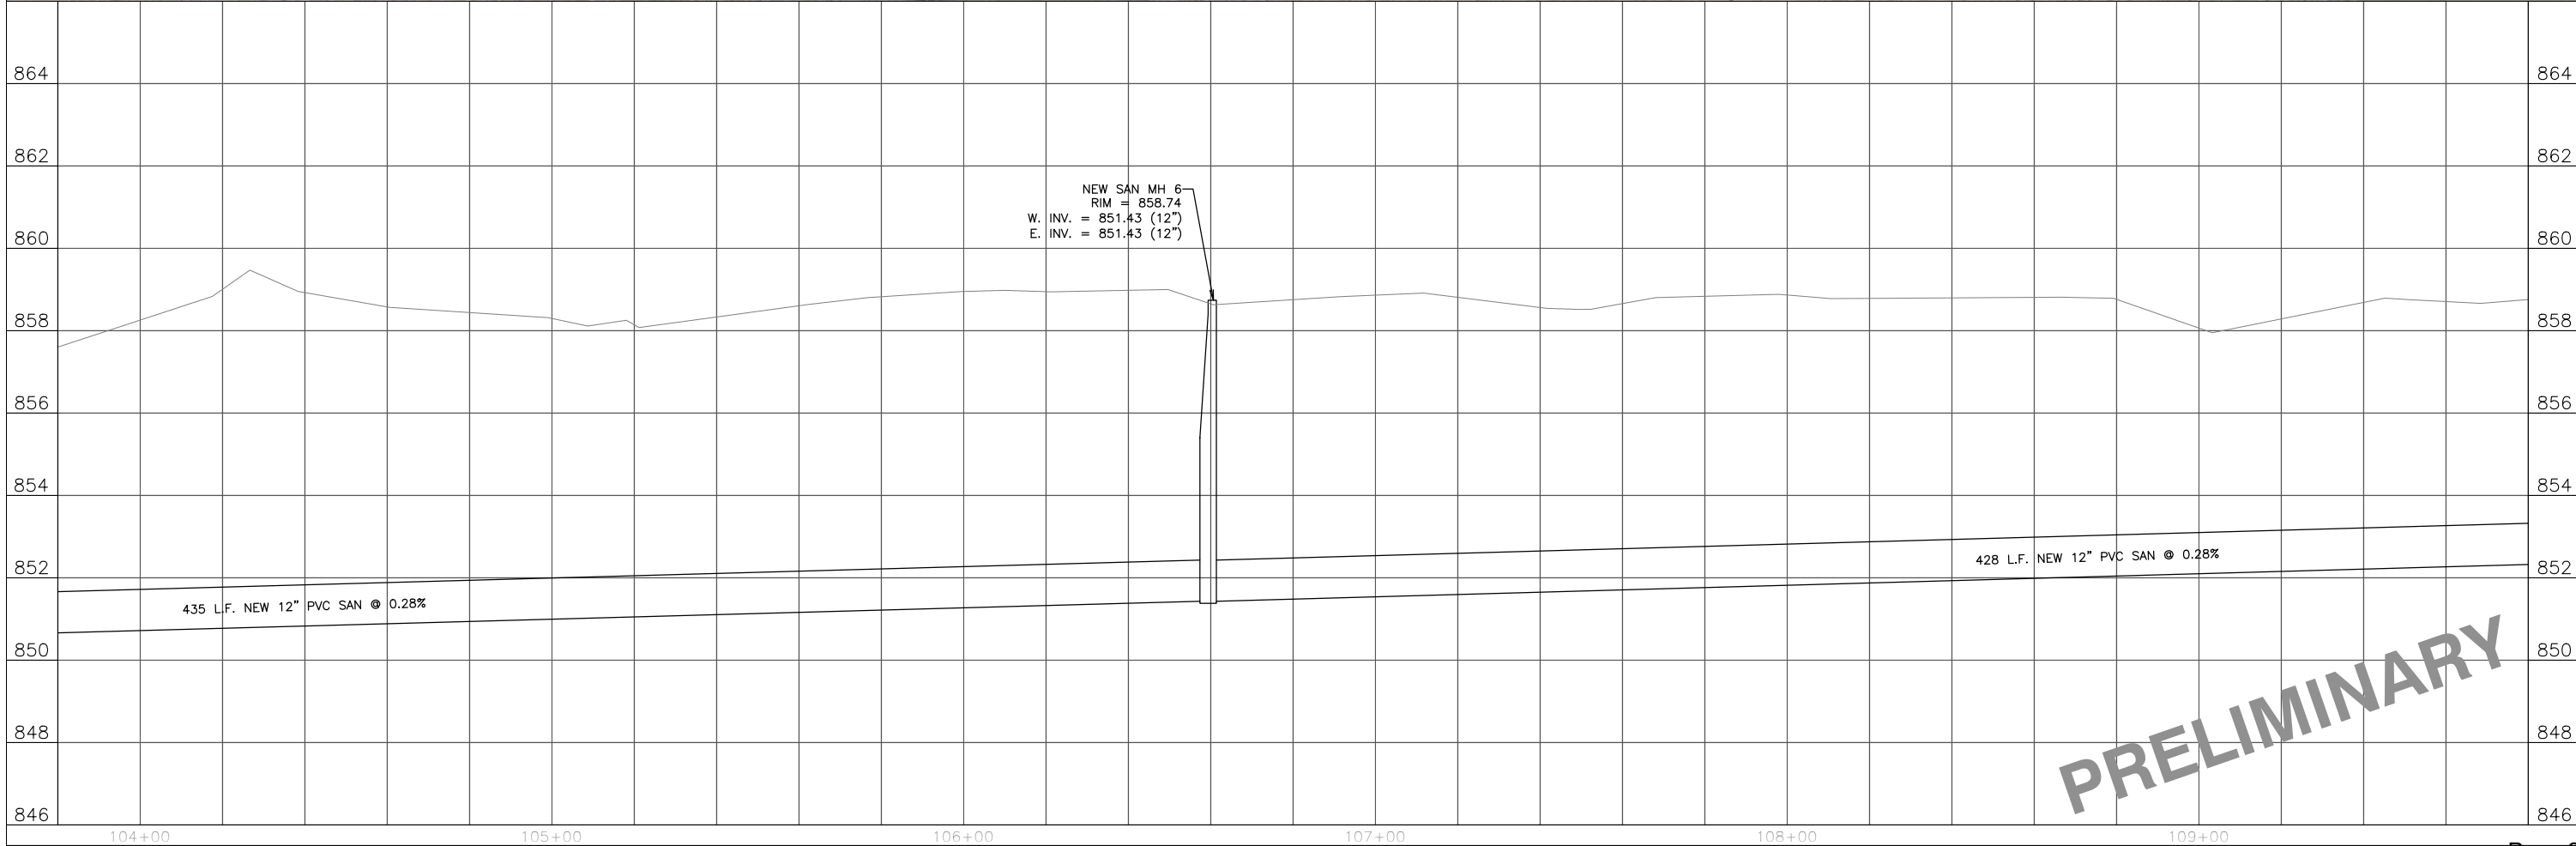 864 864
862 862
NEW SAN MH 6
RIM = 858.74
W. INV. = 851.43 (12")
E. INV. = 851.43 (12")
860 860
858 858
856 856
854 854
852 852
428 L.F. NEW 12" PVC SAN @ 0.28%
435 L.F. NEW 12" PVC SAN @ 0.28%
850 850
PRELIMINARY
848 848
846 846
104+00 105+00 106+00 107+00 108+00 109+00